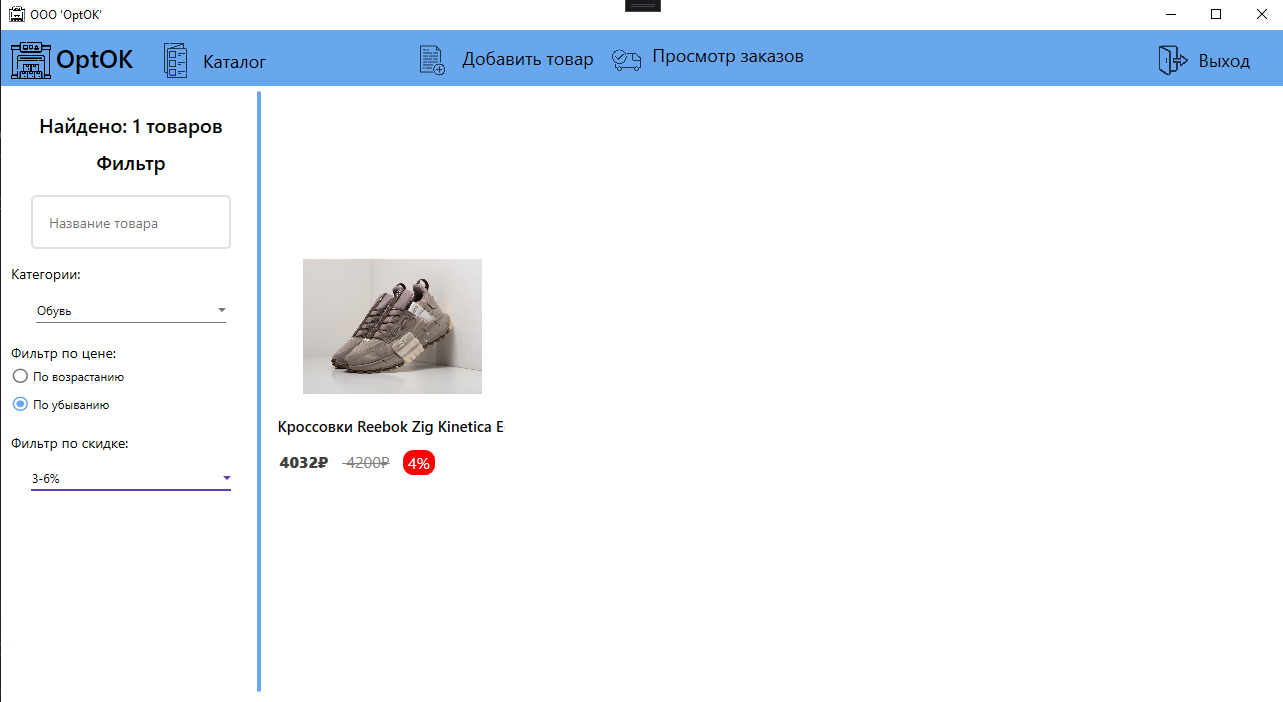 ООО 'OptOK'
OptOK
Каталог
Добавить товар
Просмотр заказов
Выход
Найдено: 1 товаров
Фильтр
Название товара
Категории:
Обувь
Фильтр по цене:
По возрастанию
По убыванию
Фильтр по скидке:
3-6%
Кроссовки Reebok Zig Kinetica E
4032₽ 4200₽ 4%